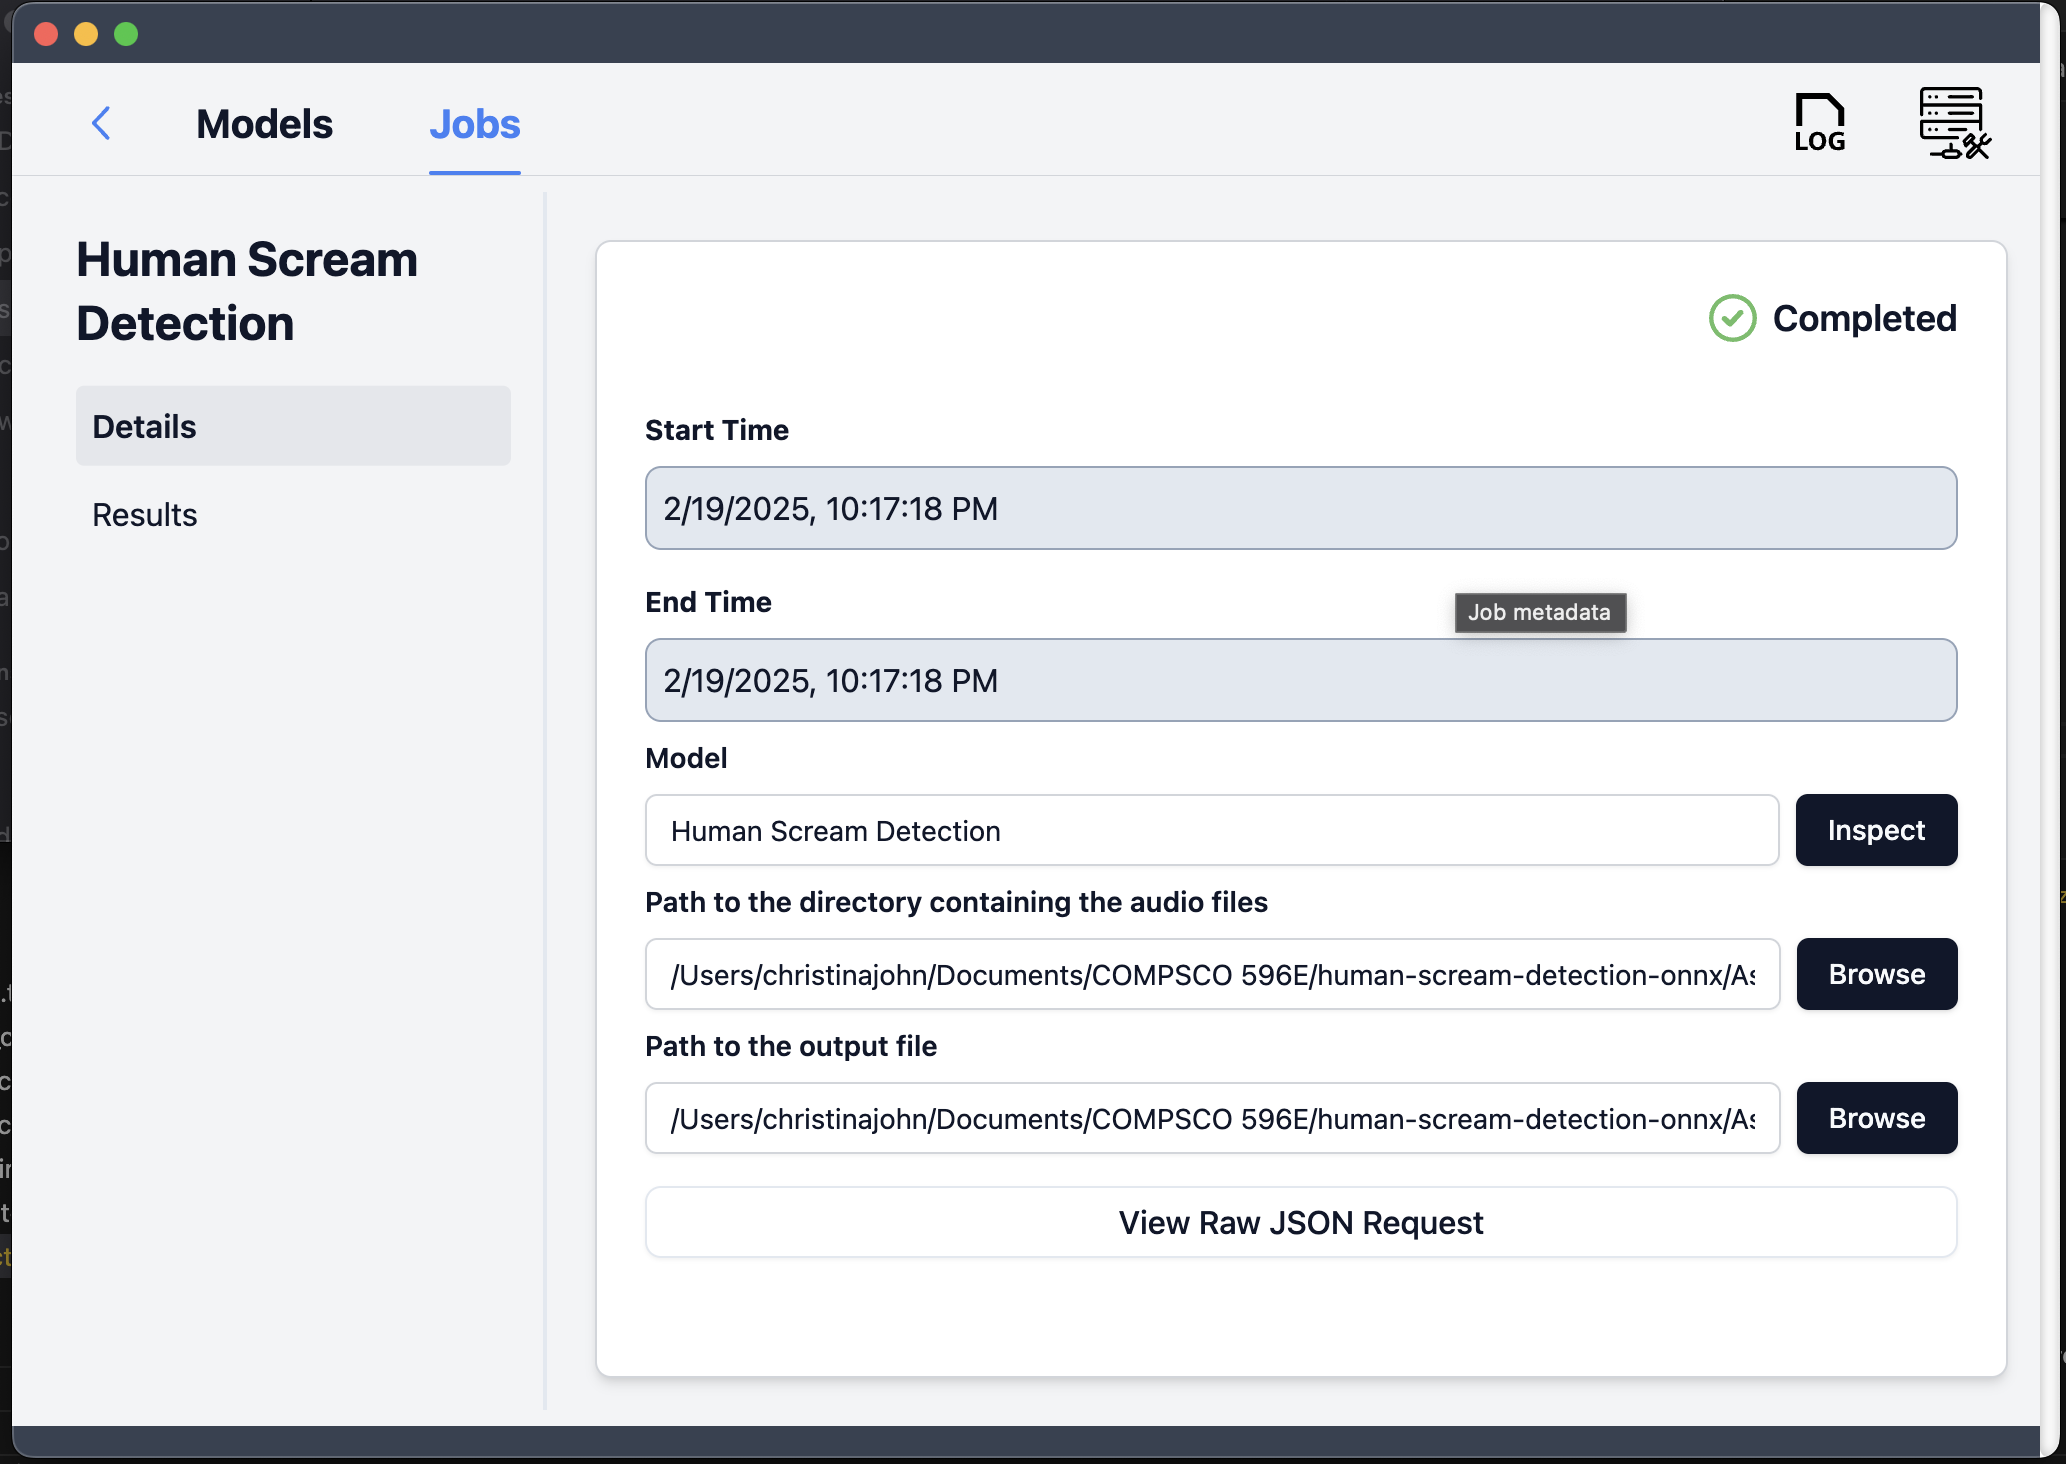 Models
Jobs
LOG
Human Scream
Detection
Details
Results
Completed
Start Time
2/19/2025, 10:17:18 PM
End Time
Job metadata
2/19/2025, 10:17:18 PM
Model
Human Scream Detection
Inspect
Path to the directory containing the audio files
/Users/christinajohn/Documents/COMPSCO 596E/human-scream-detection-onnx/As
Browse
Path to the output file
/Users/christinajohn/Documents/COMPSCO 596E/human-scream-detection-onnx/As
Browse
View Raw JSON Request